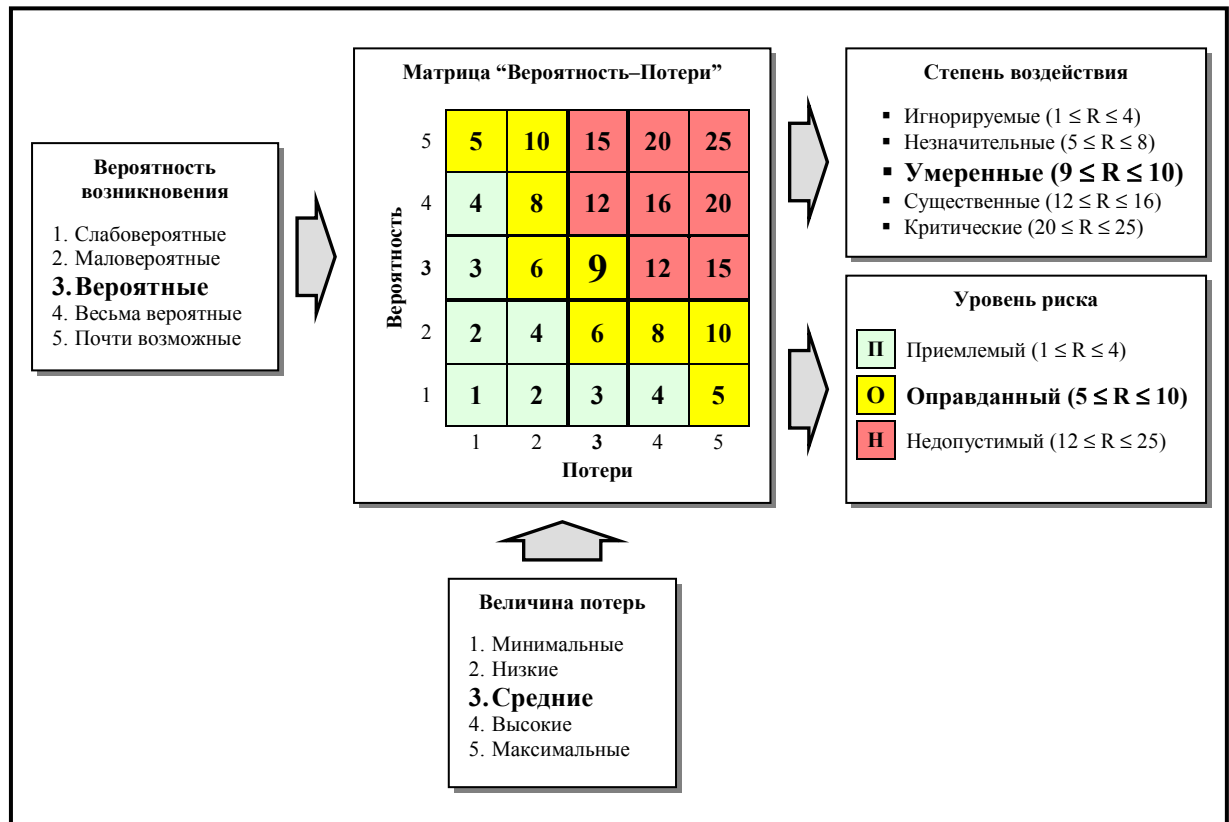 Вероятность
возникновения
1. Слабовероятные
2. Маловероятные
3. Вероятные
4. Весьма вероятные
5. Почти возможные
Матрица “Вероятность–Потери”
Вероятность
5 5 10 15 20 25
4 4 8 12 16 20
3 3 6 9 12 15
2 2 4 6 8 10
1 1 2 3 4 5
1 2 3 4 5
Потери
Степень воздействия
▪ Игнорируемые (1 ≤ R ≤ 4)
▪ Незначительные (5 ≤ R ≤ 8)
▪ Умеренные (9 ≤ R ≤ 10)
▪ Существенные (12 ≤ R ≤ 16)
▪ Критические (20 ≤ R ≤ 25)
Уровень риска
П Приемлемый (1 ≤ R ≤ 4)
О Оправданный (5 ≤ R ≤ 10)
Н Недопустимый (12 ≤ R ≤ 25)
Величина потерь
1. Минимальные
2. Низкие
3. Средние
4. Высокие
5. Максимальные